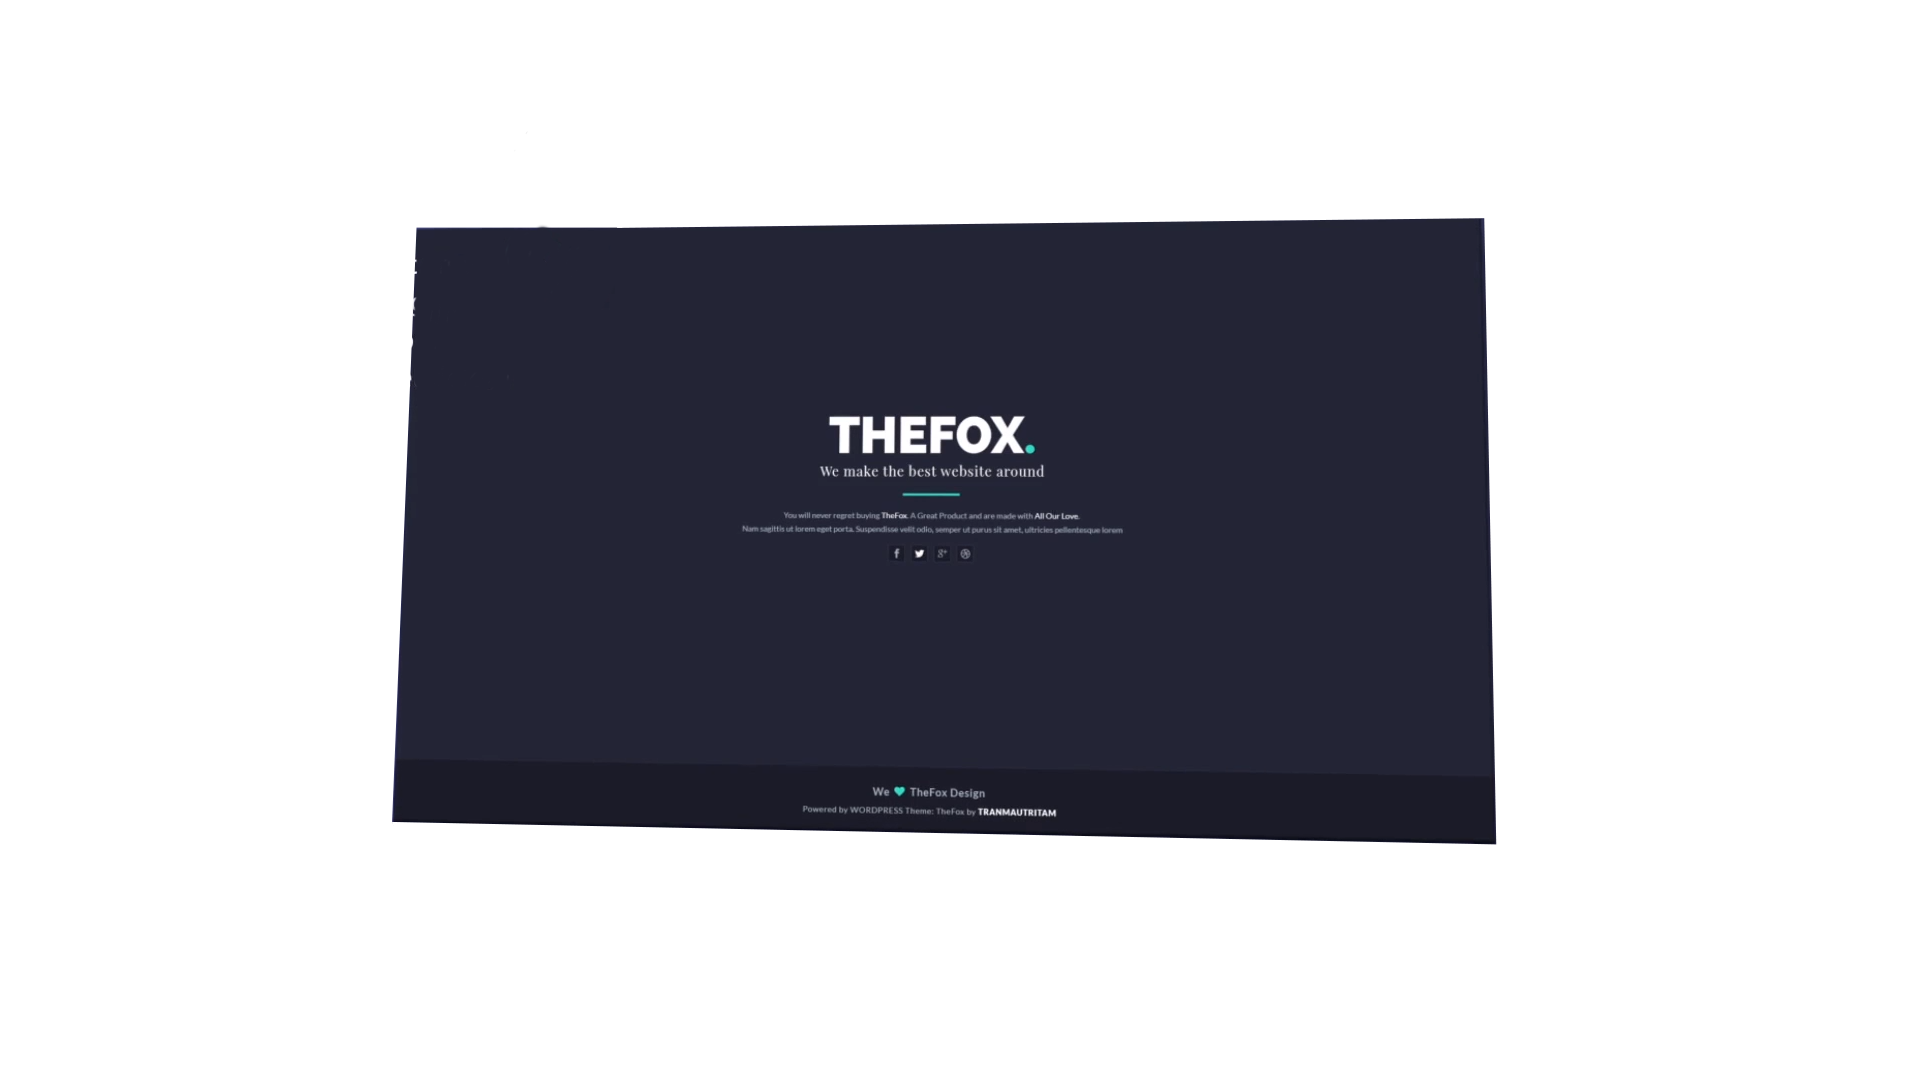 THEFOX.
We make the best website around
You will never regret buying TheFox. A Great Product and are made with All Our Love.
Nam sagittis ut lorem eget porta. Suspendisse velit odio, semper ut purus sit amet, ultricies pellentesque lorem
We TheFox Design
Powered by WORDPRESS Theme: TheFox by TRANMAUTRITAM